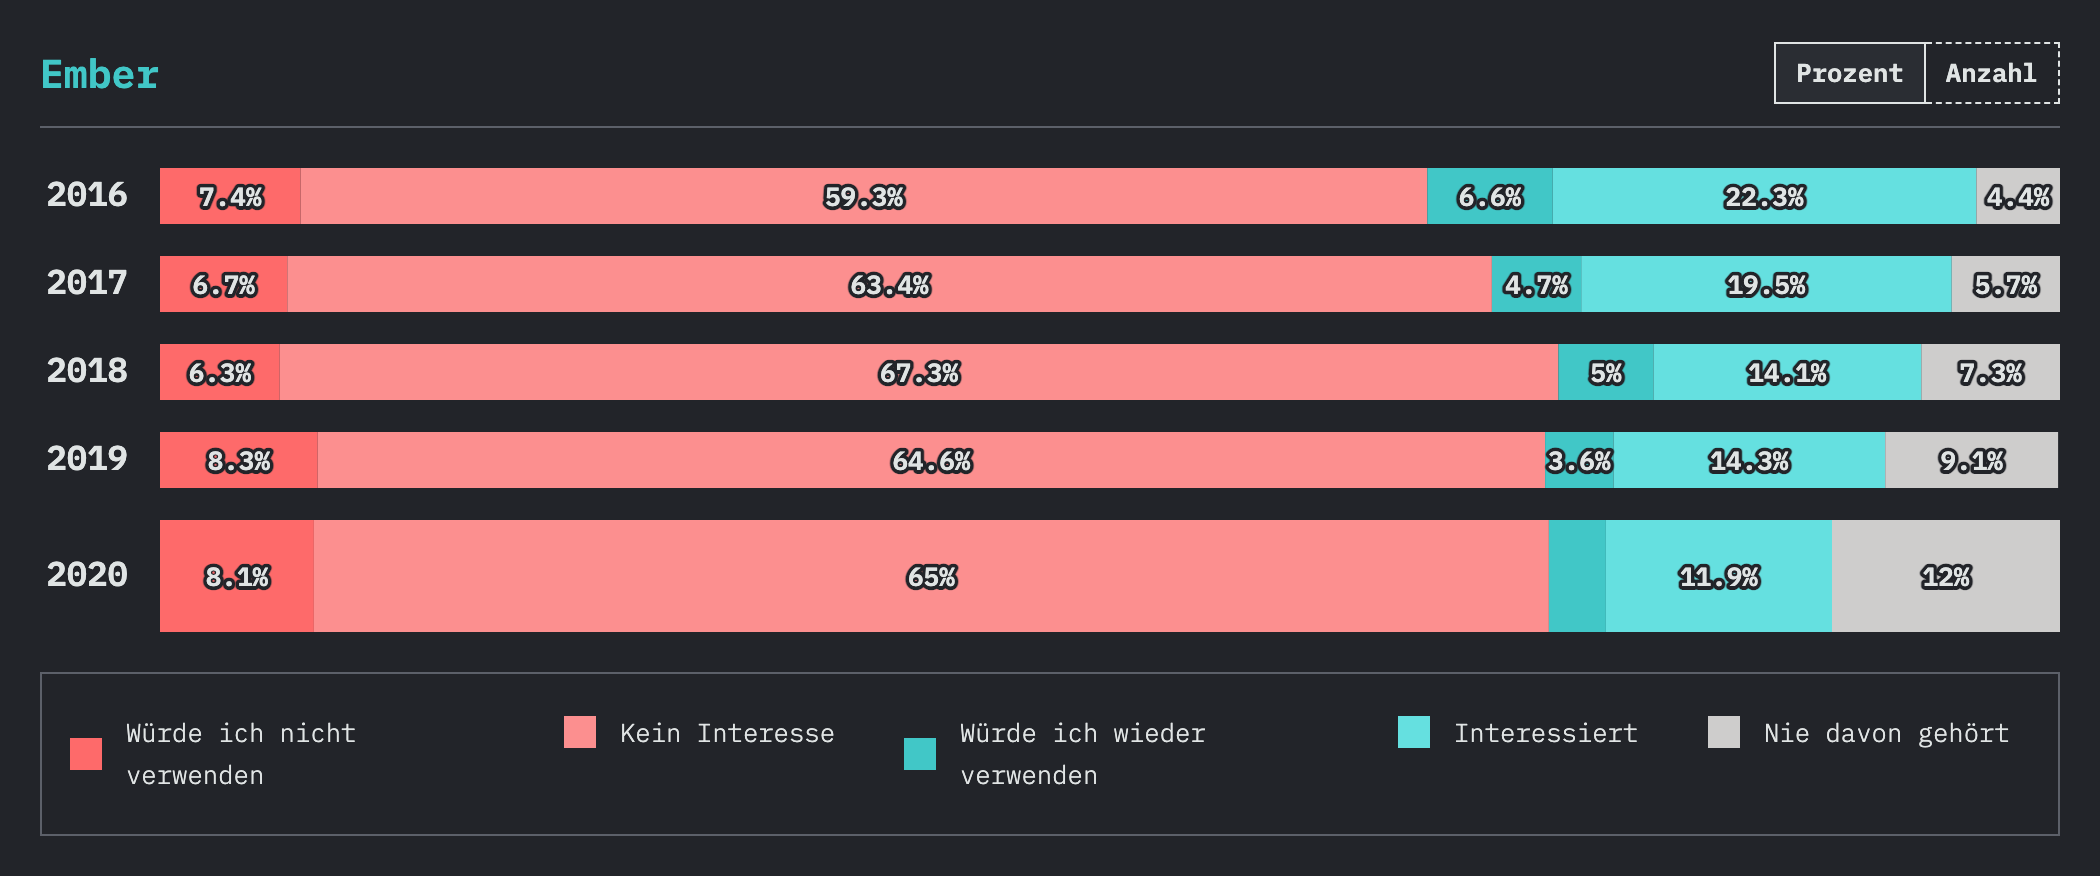 Ember
Prozent Anzahl
2016 7.4% 59.3% 6.6% 22.3% 4.4%
2017 6.7% 63.4% 4.7% 19.5% 5.7%
2018 6.3% 67.3% 5% 14.1% 7.3%
2019 8.3% 64.6% 3.6% 14.3% 9.1%
2020 8.1% 65% 11.9% 12%
Würde ich nicht
verwenden
Kein Interesse
Würde ich wieder
verwenden
Interessiert
Nie davon gehört